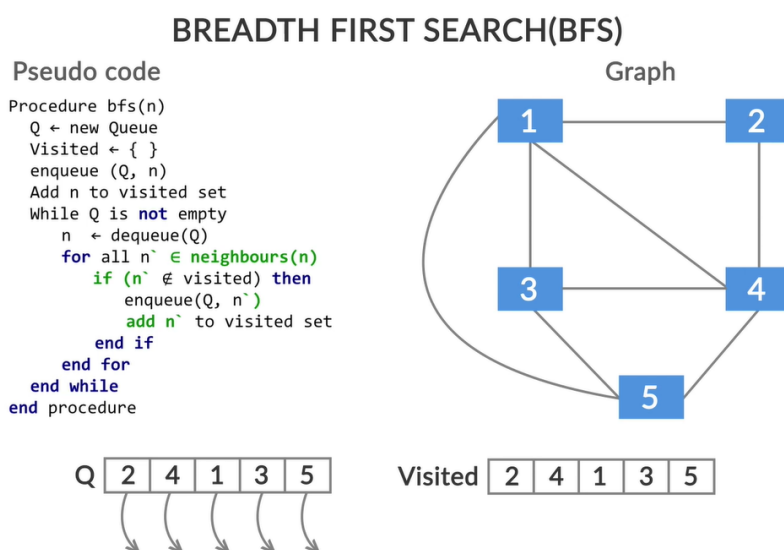 BREADTH FIRST SEARCH(BFS)
Pseudo code
Procedure bfs(n)
Q ← new Queue
Visited ← { }
enqueue (Q, n)
Add n to visited set
While Q is not empty
n ← dequeue(Q)
for all n` ∈ neighbours(n)
if (n` ∉ visited) then
enqueue(Q, n`)
add n` to visited set
end if
end for
end while
end procedure
Graph
1
2
3
4
5
Q 2 4 1 3 5
Visited 2 4 1 3 5